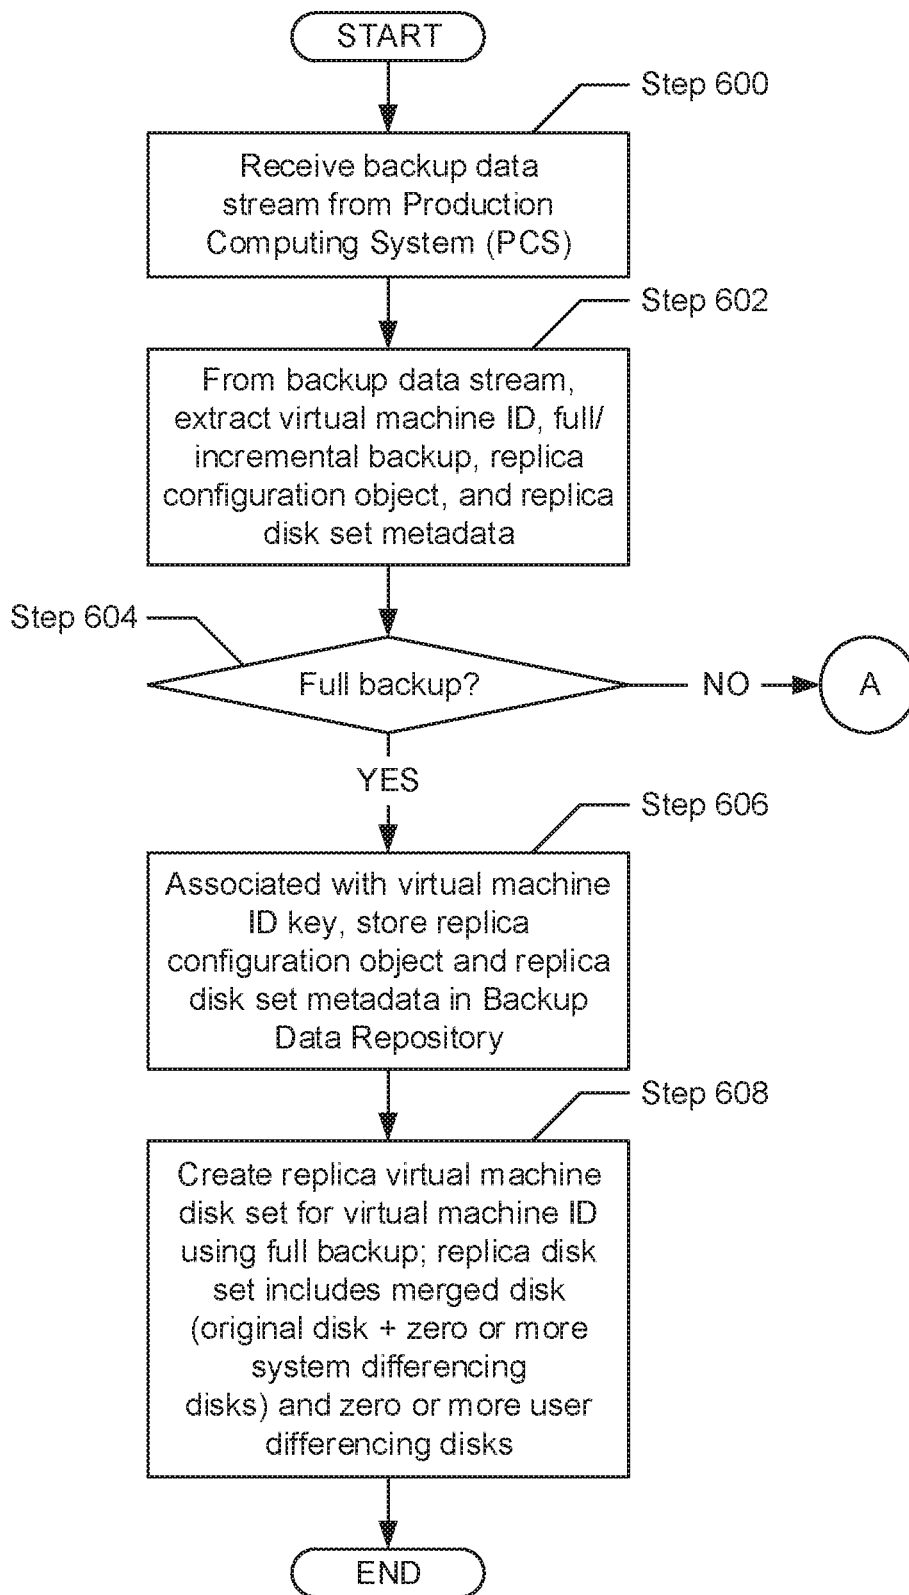 START
Step 600
Receive backup data
stream from Production
Computing System (PCS)
Step 602
From backup data stream,
extract virtual machine ID, full/
incremental backup, replica
configuration object, and replica
disk set metadata
Step 604
Full backup?
NO
A
YES
Step 606
Associated with virtual machine
ID key, store replica
configuration object and replica
disk set metadata in Backup
Data Repository
Step 608
Create replica virtual machine
disk set for virtual machine ID
using full backup; replica disk
set includes merged disk
(original disk + zero or more
system differencing
disks) and zero or more user
differencing disks
END